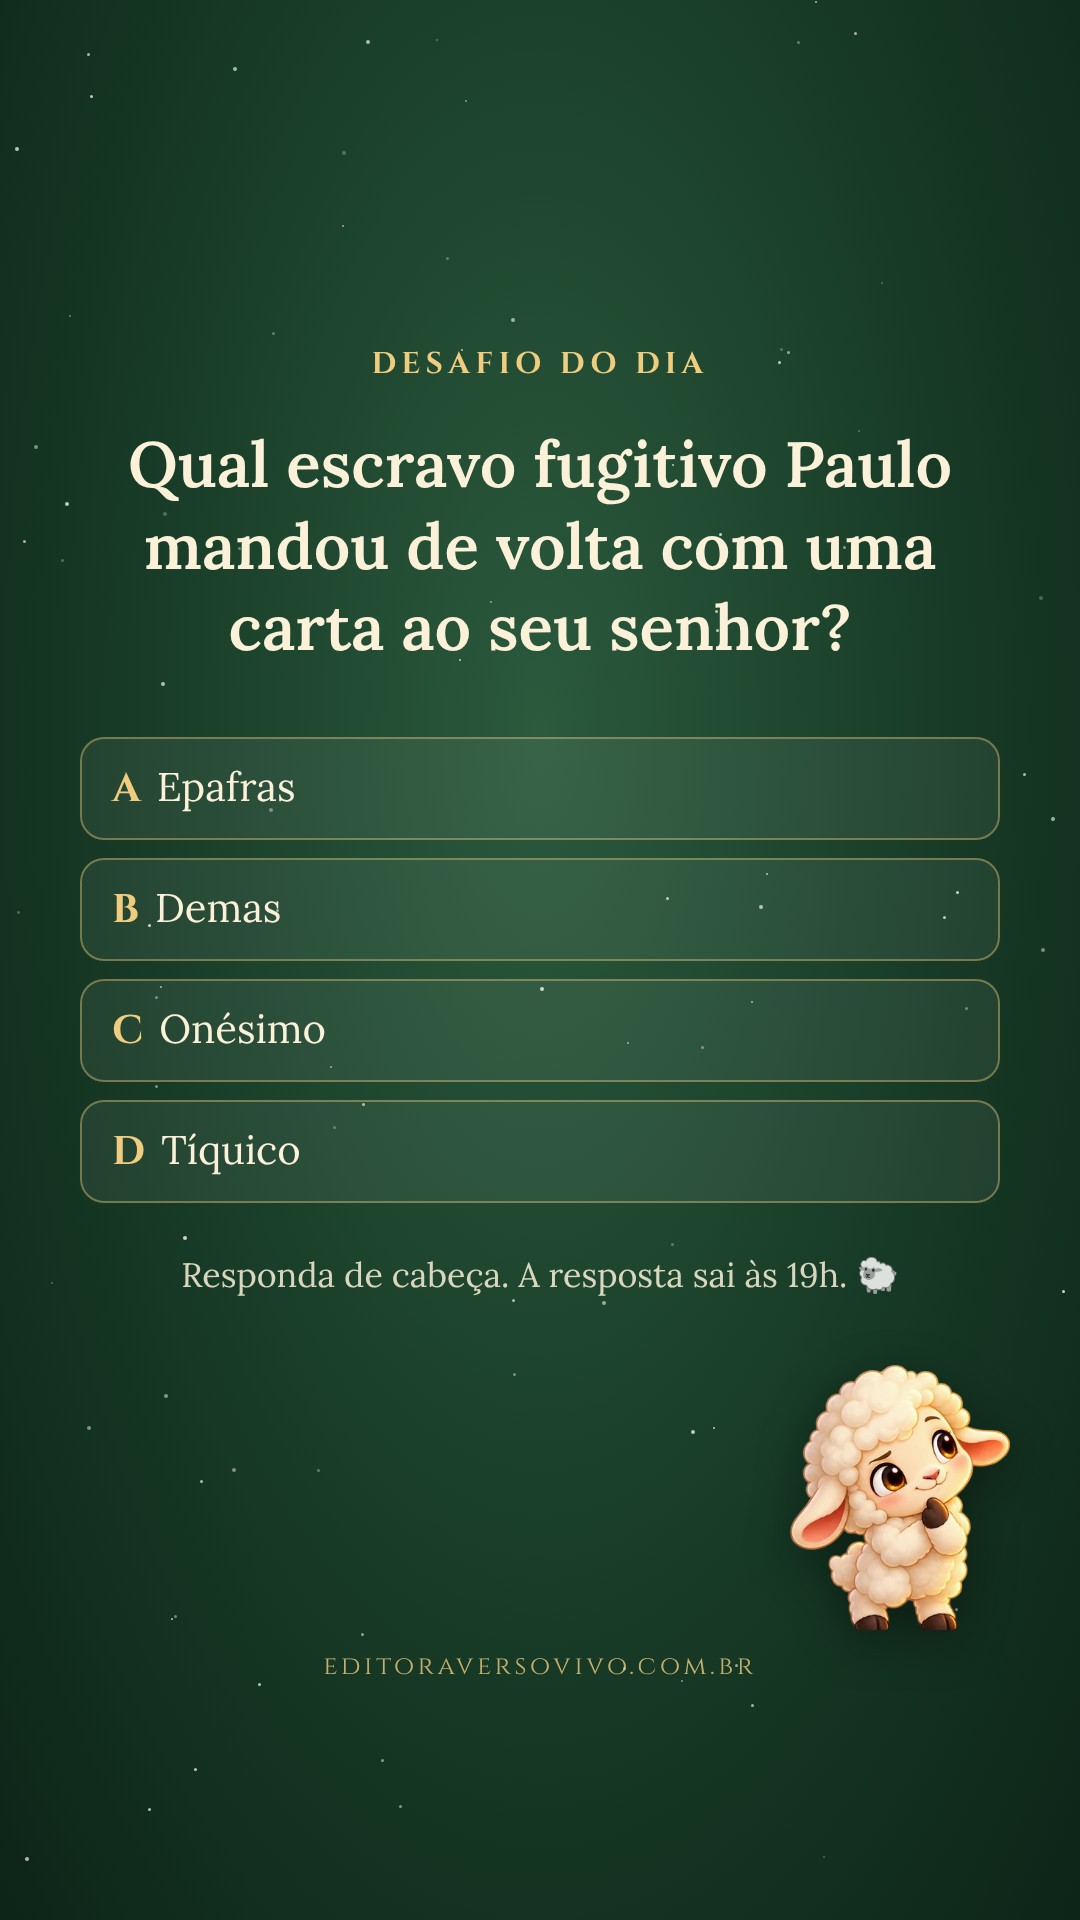 DESAFIO DO DIA
Qual escravo fugitivo Paulo
mandou de volta com uma
carta ao seu senhor?
A Epafras
B Demas
C Onésimo
D Tíquico
Responda de cabeça. A resposta sai às 19h. 🐑
EDITORAVERSOVIVO.COM.BR